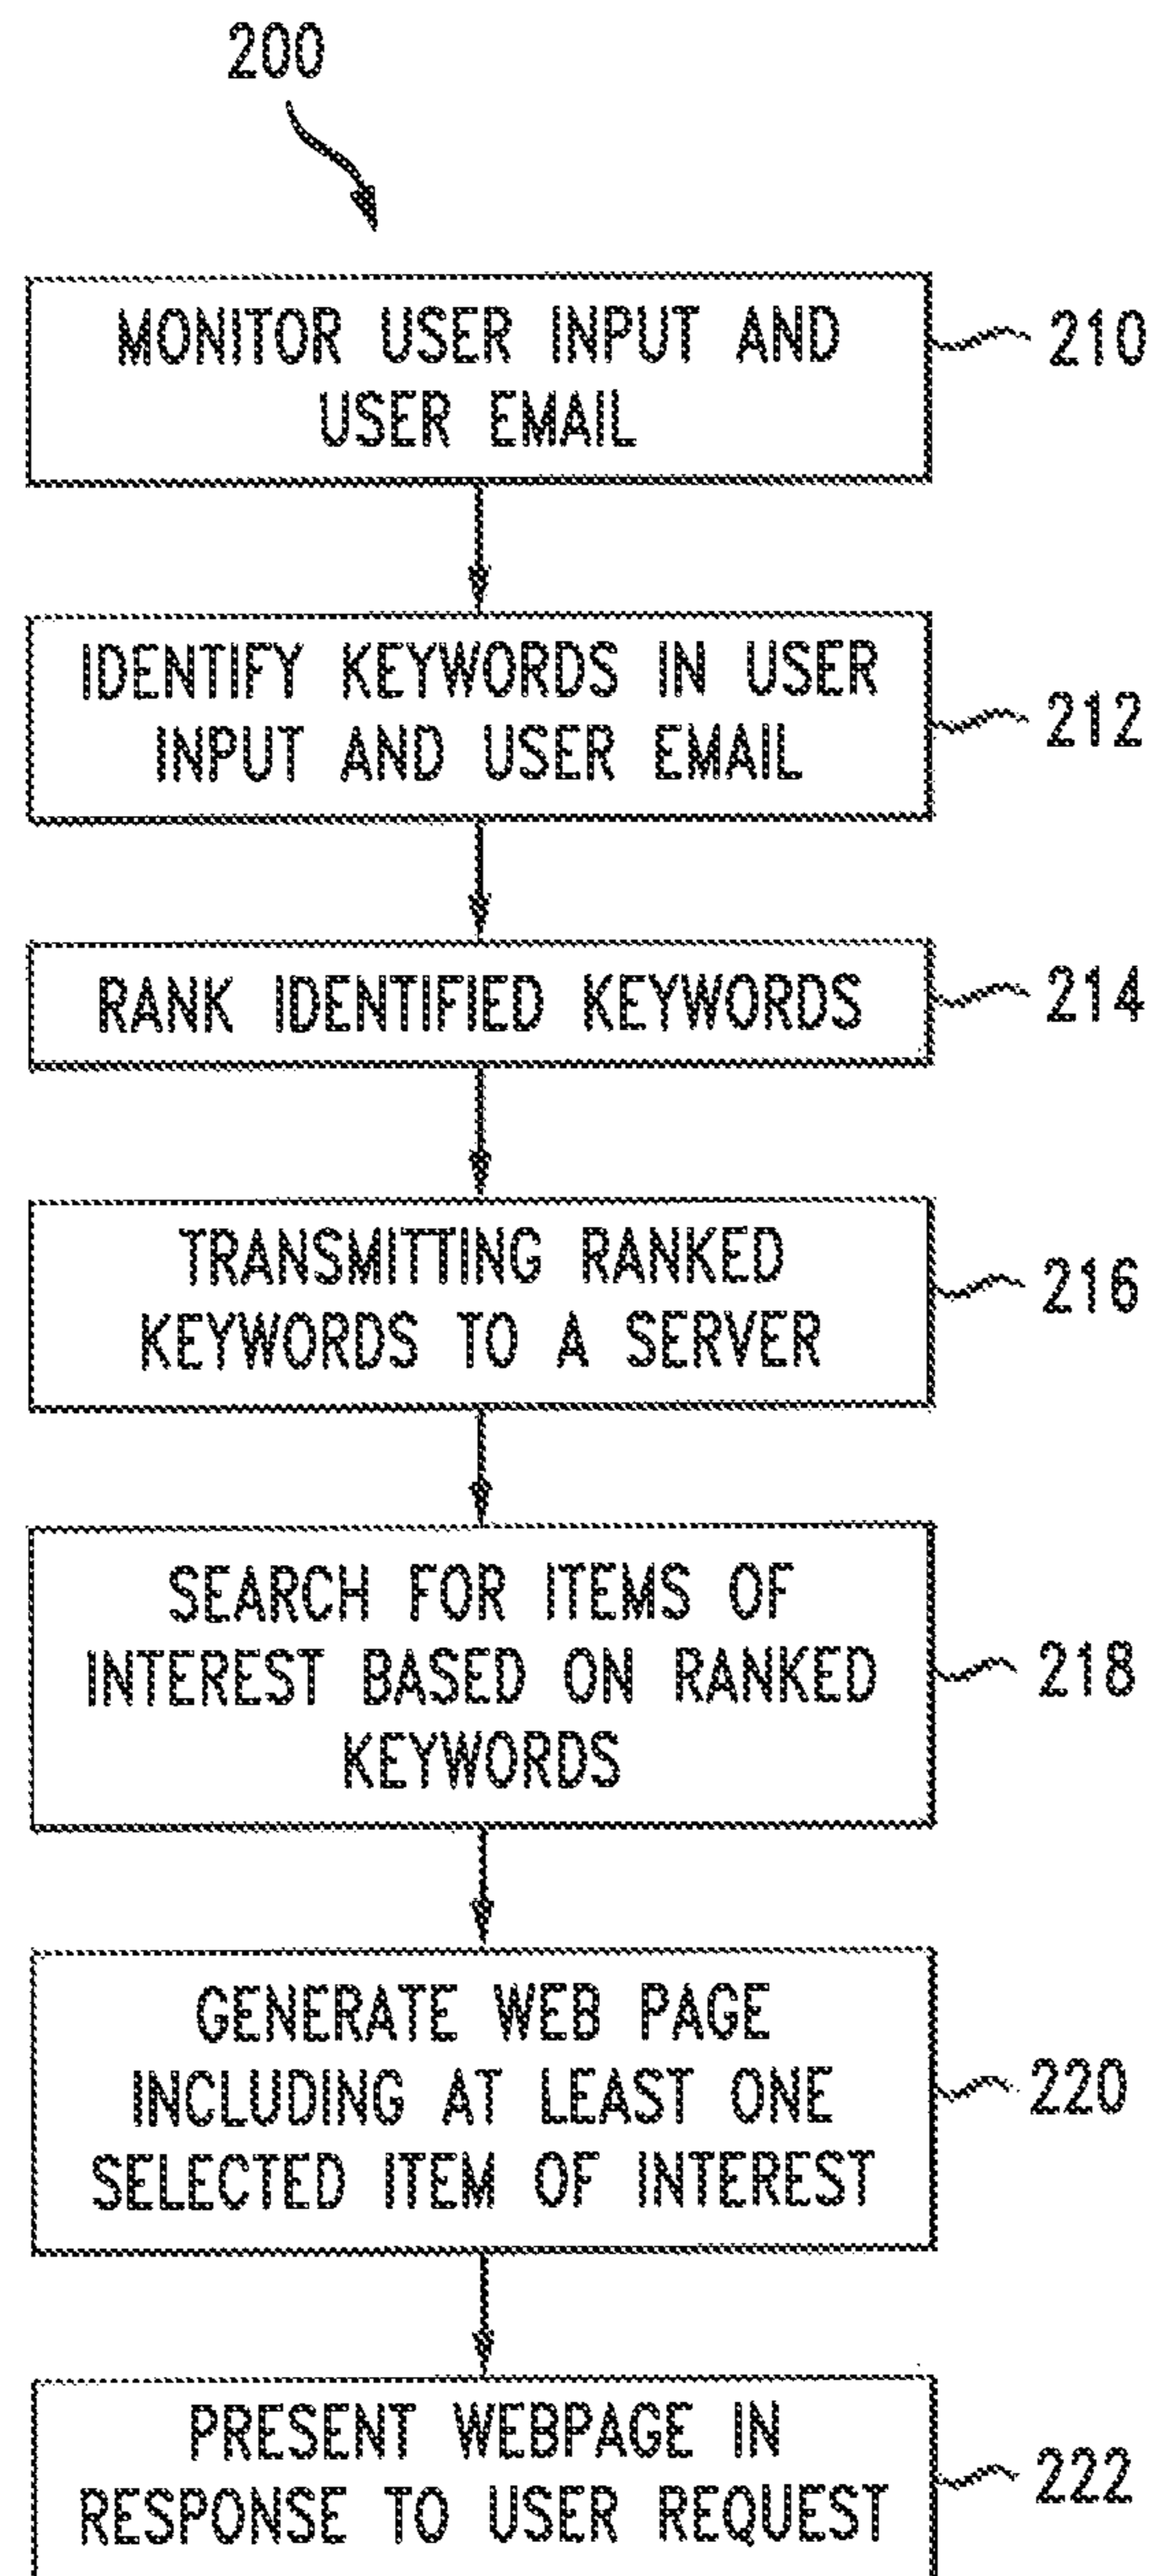 200
MONITOR USER INPUT AND
USER EMAIL
210
IDENTIFY KEYWORDS IN USER
INPUT AND USER EMAIL
212
RANK IDENTIFIED KEYWORDS
214
TRANSMITTING RANKED
KEYWORDS TO A SERVER
216
SEARCH FOR ITEMS OF
INTEREST BASED ON RANKED
KEYWORDS
218
GENERATE WEB PAGE
INCLUDING AT LEAST ONE
SELECTED ITEM OF INTEREST
220
PRESENT WEBPAGE IN
RESPONSE TO USER REQUEST
222